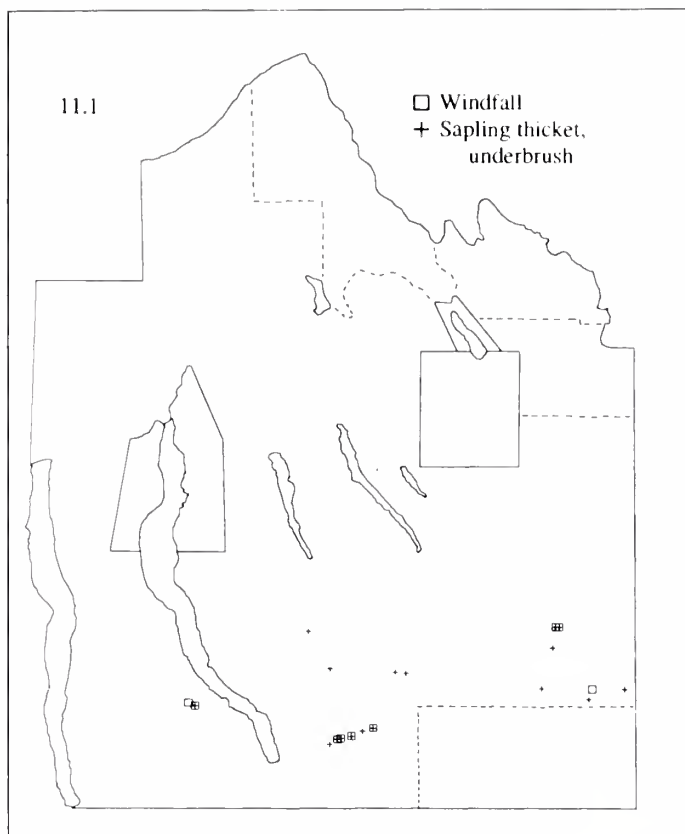 11.1
□ Windfall
+ Sapling thicket,
underbrush